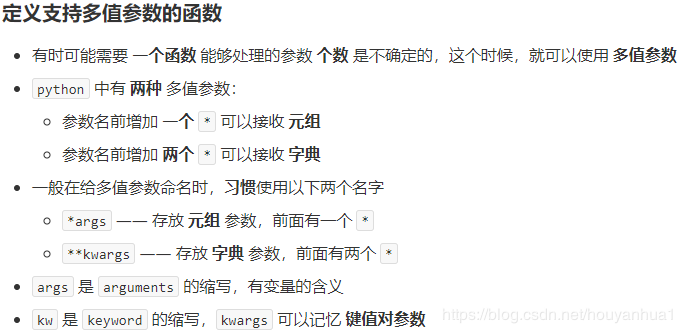 定义支持多值参数的函数
有时可能需要 一个函数 能够处理的参数 个数 是不确定的，这个时候，就可以使用 多值参数
python 中有 两种 多值参数：
参数名前增加 一个 * 可以接收 元组
参数名前增加 两个 * 可以接收 字典
一般在给多值参数命名时，习惯使用以下两个名字
*args —— 存放 元组 参数，前面有一个 *
**kwargs —— 存放 字典 参数，前面有两个 *
args 是 arguments 的缩写，有变量的含义
kw 是 keyword 的缩写，kwargs 可以记忆 键值对参数
https://blog.csdn.net/houyanhua1